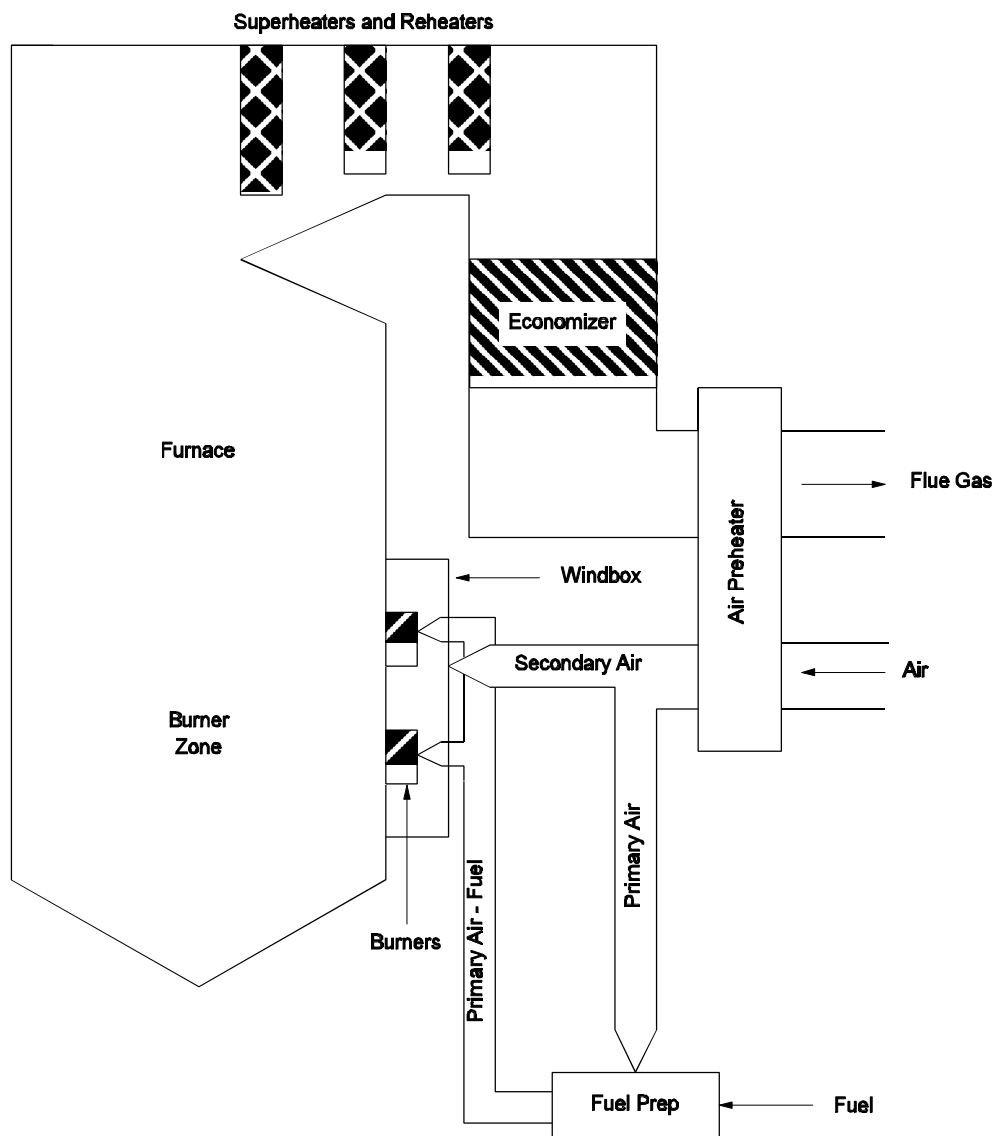 Superheaters and Reheaters
Economizer
Furnace
Flue Gas
Air Preheater
Windbox
Secondary Air
Air
Burner
Zone
Primary Air
Primary Air - Fuel
Burners
Fuel Prep
Fuel